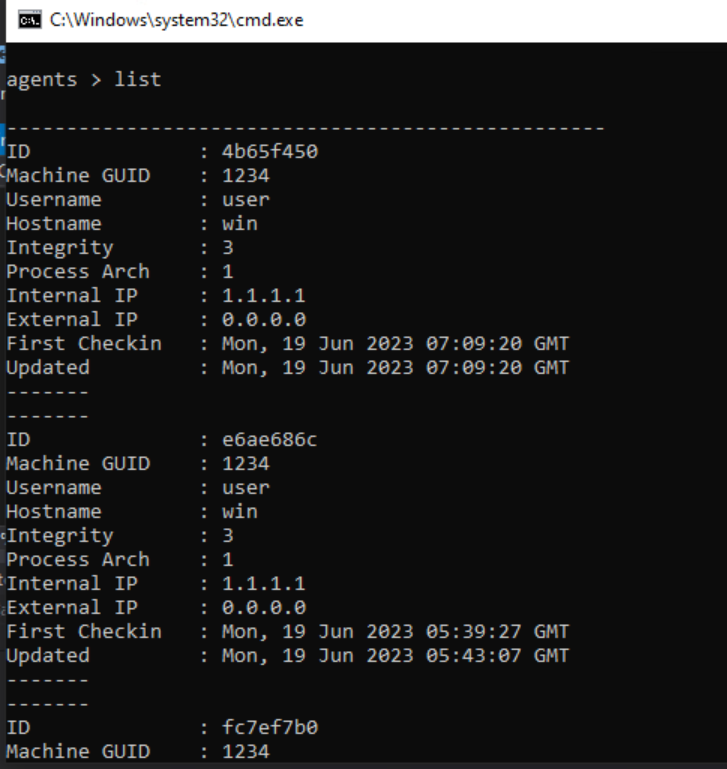 C:\Windows\system32\cmd.exe
agents > list
--------------------------------------------------
ID : 4b65f450
Machine GUID : 1234
Username : user
Hostname : win
Integrity : 3
Process Arch : 1
Internal IP : 1.1.1.1
External IP : 0.0.0.0
First Checkin : Mon, 19 Jun 2023 07:09:20 GMT
Updated : Mon, 19 Jun 2023 07:09:20 GMT
-------
-------
ID : e6ae686c
Machine GUID : 1234
Username : user
Hostname : win
Integrity : 3
Process Arch : 1
Internal IP : 1.1.1.1
External IP : 0.0.0.0
First Checkin : Mon, 19 Jun 2023 05:39:27 GMT
Updated : Mon, 19 Jun 2023 05:43:07 GMT
-------
-------
ID : fc7ef7b0
Machine GUID : 1234